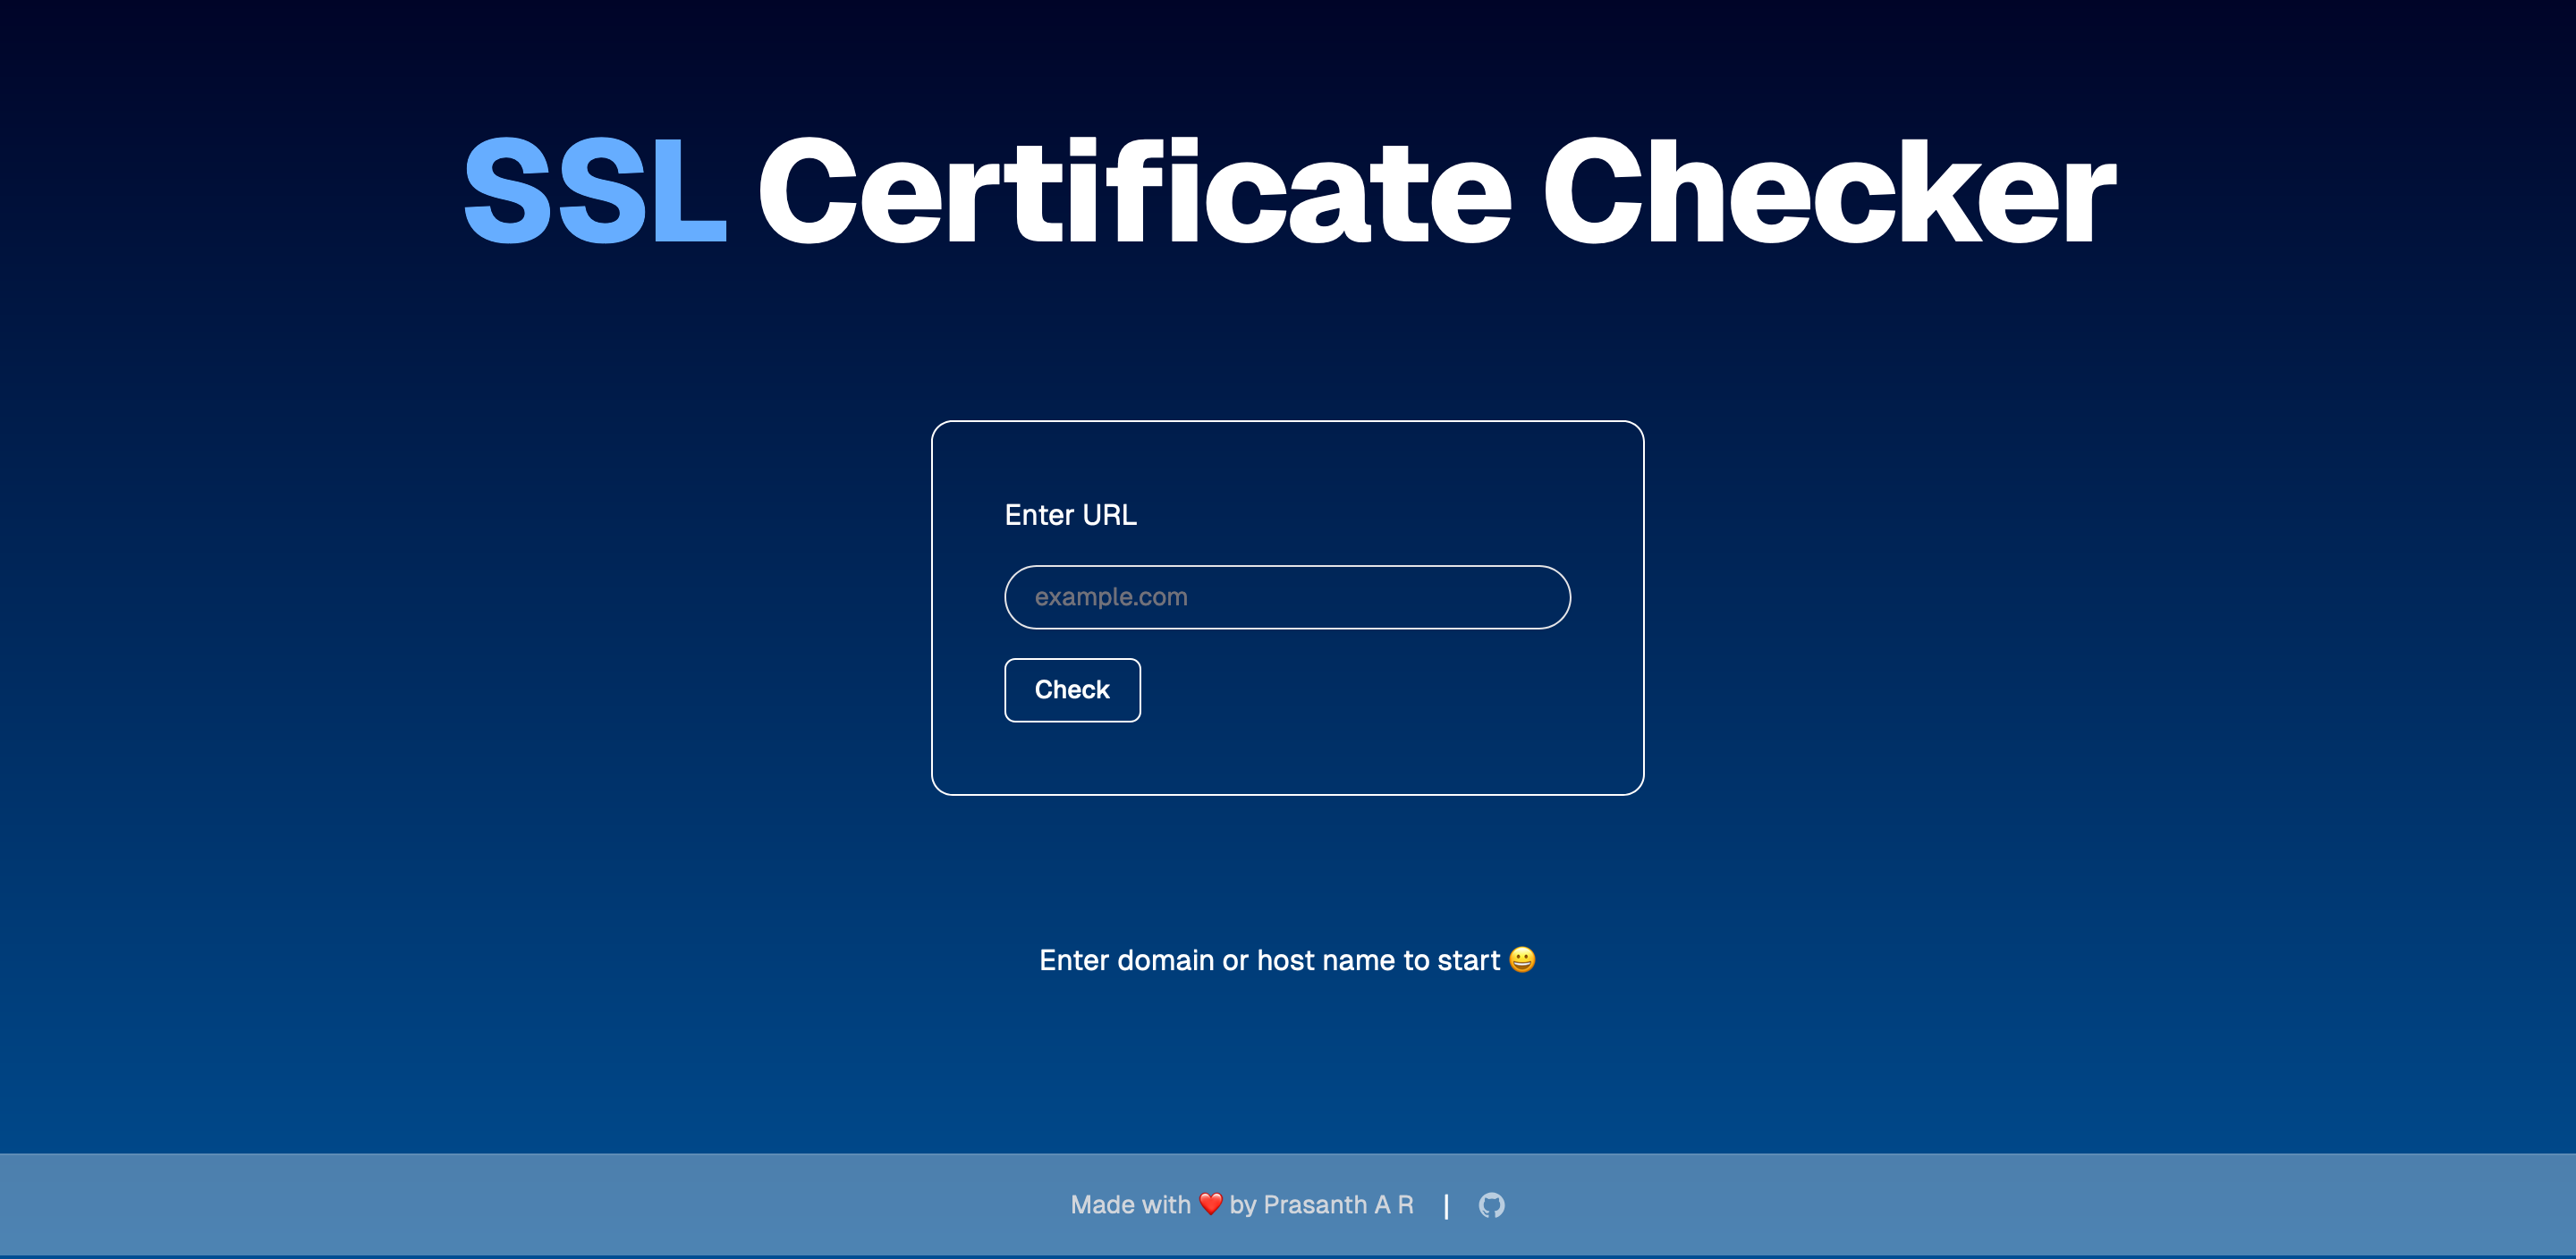 SSL Certificate Checker
Enter URL
example.com
Check
Enter domain or host name to start 😀
Made with ❤️ by Prasanth A R |